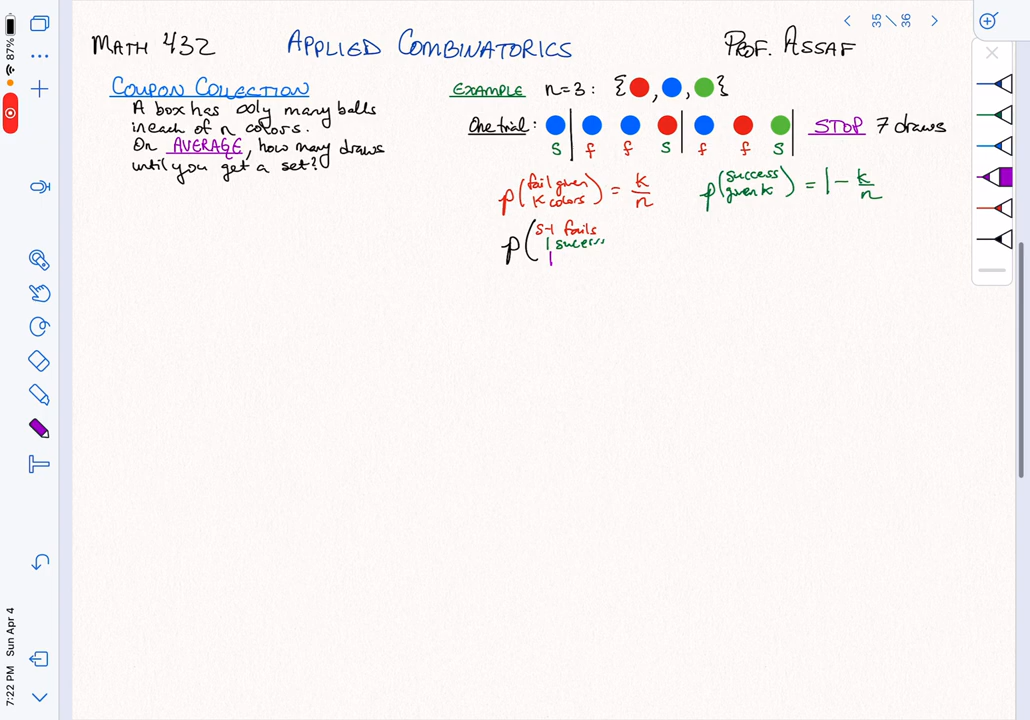 MATH 432 APPLIED COMBINATORICS PROF. ASSAF
35 / 36
87%
COUPON COLLECTION
A box has ∞ly many balls
in each of n colors.
On AVERAGE, how many draws
until you get a set?
EXAMPLE n=3: { , , }
One trial: STOP 7 draws
S f f S f f S
p(fail given k colors) = k/n p(success given k) = 1 - k/n
p(s-1 fails
1 success
7:22 PM Sun Apr 4